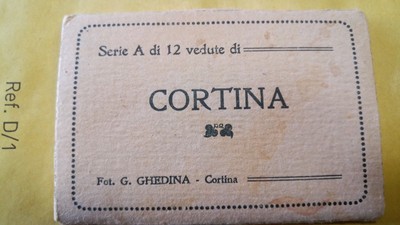 Serie A di 12 vedute di
CORTINA
Fot. G. GHEDINA - Cortina
Ref. D/1